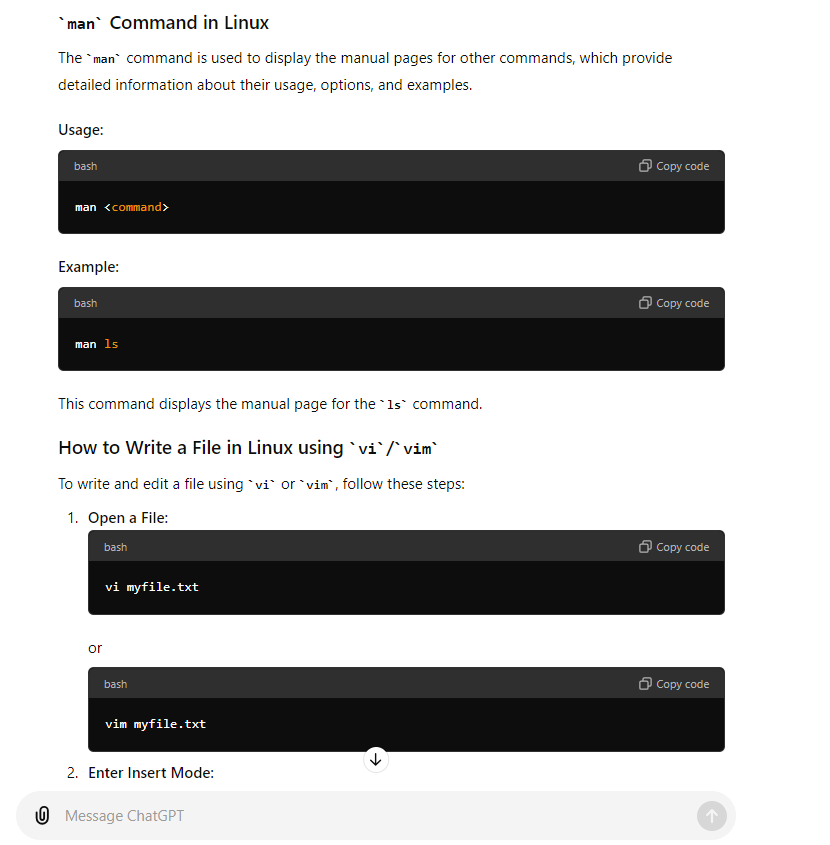 `man` Command in Linux
The `man` command is used to display the manual pages for other commands, which provide
detailed information about their usage, options, and examples.
Usage:
bash Copy code
man <command>
Example:
bash Copy code
man ls
This command displays the manual page for the `ls` command.
How to Write a File in Linux using `vi`/`vim`
To write and edit a file using `vi` or `vim`, follow these steps:
1. Open a File:
bash Copy code
vi myfile.txt
or
bash Copy code
vim myfile.txt
2. Enter Insert Mode:
Message ChatGPT